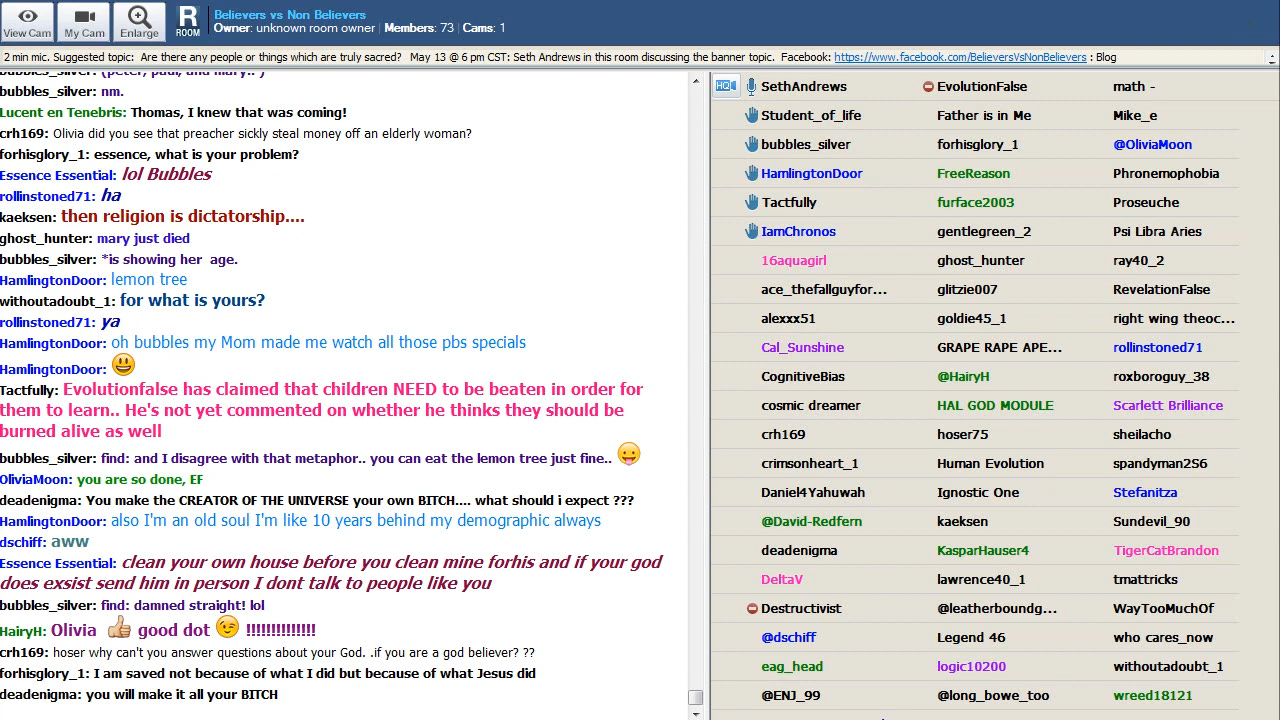 View Cam
My Cam
Enlarge
R
ROOM
Believers vs Non Believers
Owner: unknown room owner | Members: 73 | Cams: 1
2 min mic. Suggested topic: Are there any people or things which are truly sacred? May 13 @ 6 pm CST: Seth Andrews in this room discussing the banner topic. Facebook: https://www.facebook.com/BelieversVsNonBelievers : Blog
bubbles_silver: (peter, paul, and mary.. )
bubbles_silver: nm.
Lucent en Tenebris: Thomas, I knew that was coming!
crh169: Olivia did you see that preacher sickly steal money off an elderly woman?
forhisglory_1: essence, what is your problem?
Essence Essential: lol Bubbles
rollinstoned71: ha
kaeksen: then religion is dictatorship....
ghost_hunter: mary just died
bubbles_silver: *is showing her age.
HamlingtonDoor: lemon tree
withoutadoubt_1: for what is yours?
rollinstoned71: ya
HamlingtonDoor: oh bubbles my Mom made me watch all those pbs specials
HamlingtonDoor:
Tactfully: Evolutionfalse has claimed that children NEED to be beaten in order for
them to learn.. He's not yet commented on whether he thinks they should be
burned alive as well
bubbles_silver: find: and I disagree with that metaphor.. you can eat the lemon tree just fine..
OliviaMoon: you are so done, EF
deadenigma: You make the CREATOR OF THE UNIVERSE your own BITCH.... what should i expect ???
HamlingtonDoor: also I'm an old soul I'm like 10 years behind my demographic always
dschiff: aww
Essence Essential: clean your own house before you clean mine forhis and if your god
does exsist send him in person I dont talk to people like you
bubbles_silver: find: damned straight! lol
HairyH: Olivia good dot !!!!!!!!!!!!!!
crh169: hoser why can't you answer questions about your God. .if you are a god believer? ??
forhisglory_1: I am saved not because of what I did but because of what Jesus did
deadenigma: you will make it all your BITCH
HQ
SethAndrews EvolutionFalse math -
Student_of_life Father is in Me Mike_e
bubbles_silver forhisglory_1 @OliviaMoon
HamlingtonDoor FreeReason Phronemophobia
Tactfully furface2003 Proseuche
IamChronos gentlegreen_2 Psi Libra Aries
16aquagirl ghost_hunter ray40_2
ace_thefallguyfor... glitzie007 RevelationFalse
alexxx51 goldie45_1 right wing theoc...
Cal_Sunshine GRAPE RAPE APE... rollinstoned71
CognitiveBias @HairyH roxboroguy_38
cosmic dreamer HAL GOD MODULE Scarlett Brilliance
crh169 hoser75 sheilacho
crimsonheart_1 Human Evolution spandyman2S6
Daniel4Yahuwah Ignostic One Stefanitza
@David-Redfern kaeksen Sundevil_90
deadenigma KasparHauser4 TigerCatBrandon
DeltaV lawrence40_1 tmattricks
Destructivist @leatherboundg... WayTooMuchOf
@dschiff Legend 46 who cares_now
eag_head logic10200 withoutadoubt_1
@ENJ_99 @long_bowe_too wreed18121